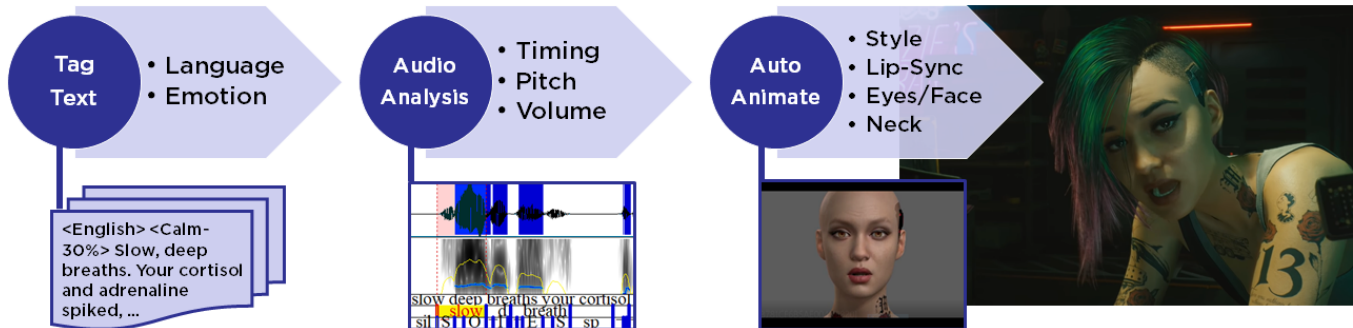 Tag
Text
• Language
• Emotion
<English> <Calm-
30%> Slow, deep
breaths. Your cortisol
and adrenaline
spiked, ...
Audio
Analysis
• Timing
• Pitch
• Volume
slow deep breaths your cortisol
slow d breath
sil S O D E S sp
Auto
Animate
• Style
• Lip-Sync
• Eyes/Face
• Neck
13